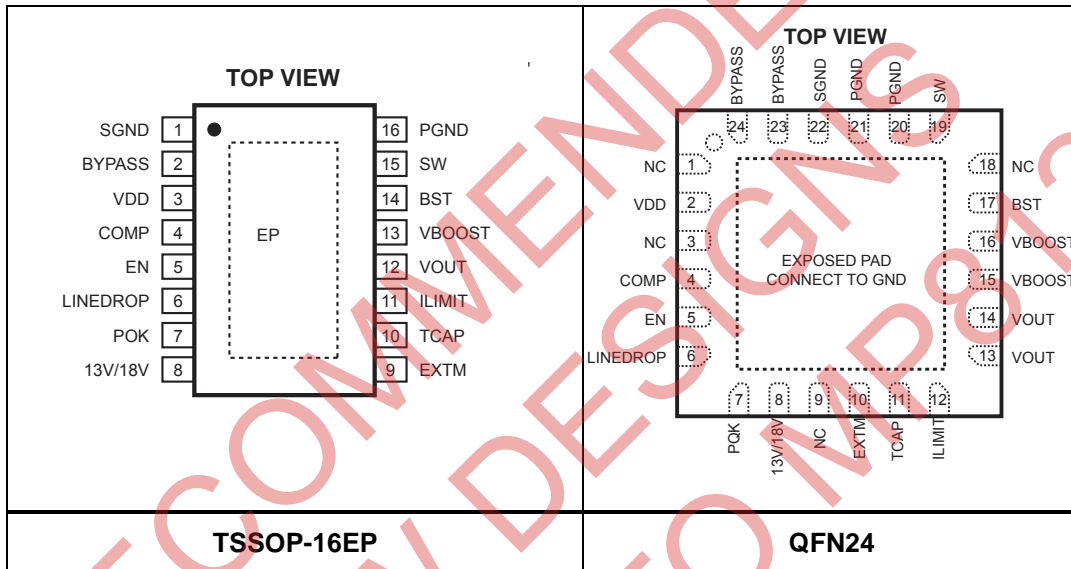 TOP VIEW
SGND 1
BYPASS 2
VDD 3
COMP 4
EN 5
LINEDROP 6
POK 7
13V/18V 8
EP
16 PGND
15 SW
14 BST
13 VBOOST
12 VOUT
11 ILIMIT
10 TCAP
9 EXTM
TSSOP-16EP
TOP VIEW
BYPASS BYPASS SGND PGND PGND SW
24 23 22 21 20 19
NC 1
VDD 2
NC 3
COMP 4
EN 5
LINEDROP 6
EXPOSED PAD
CONNECT TO GND
18 NC
17 BST
16 VBOOST
15 VBOOST
14 VOUT
13 VOUT
7 8 9 10 11 12
PQK 13V/18V NC EXTM TCAP ILIMIT
QFN24
DESIGNS